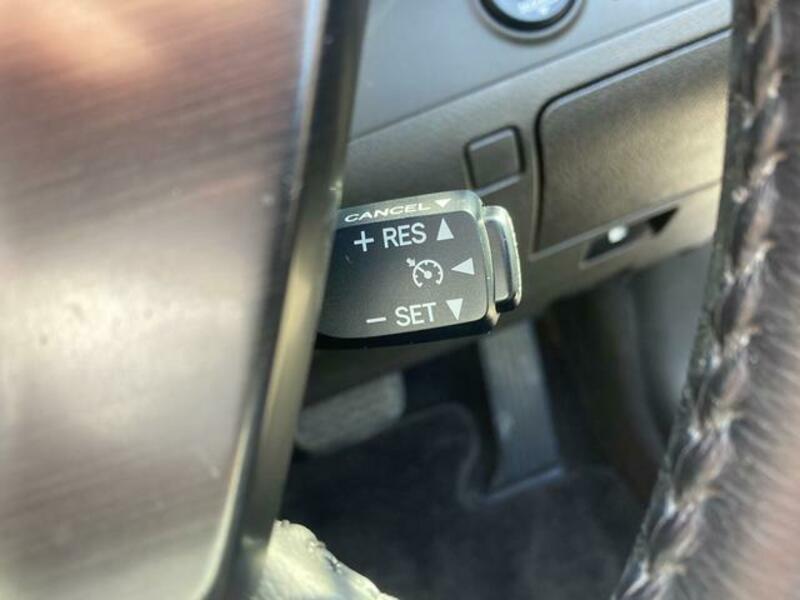 CANCEL ▼
+ RES ▲
◀
− SET ▼